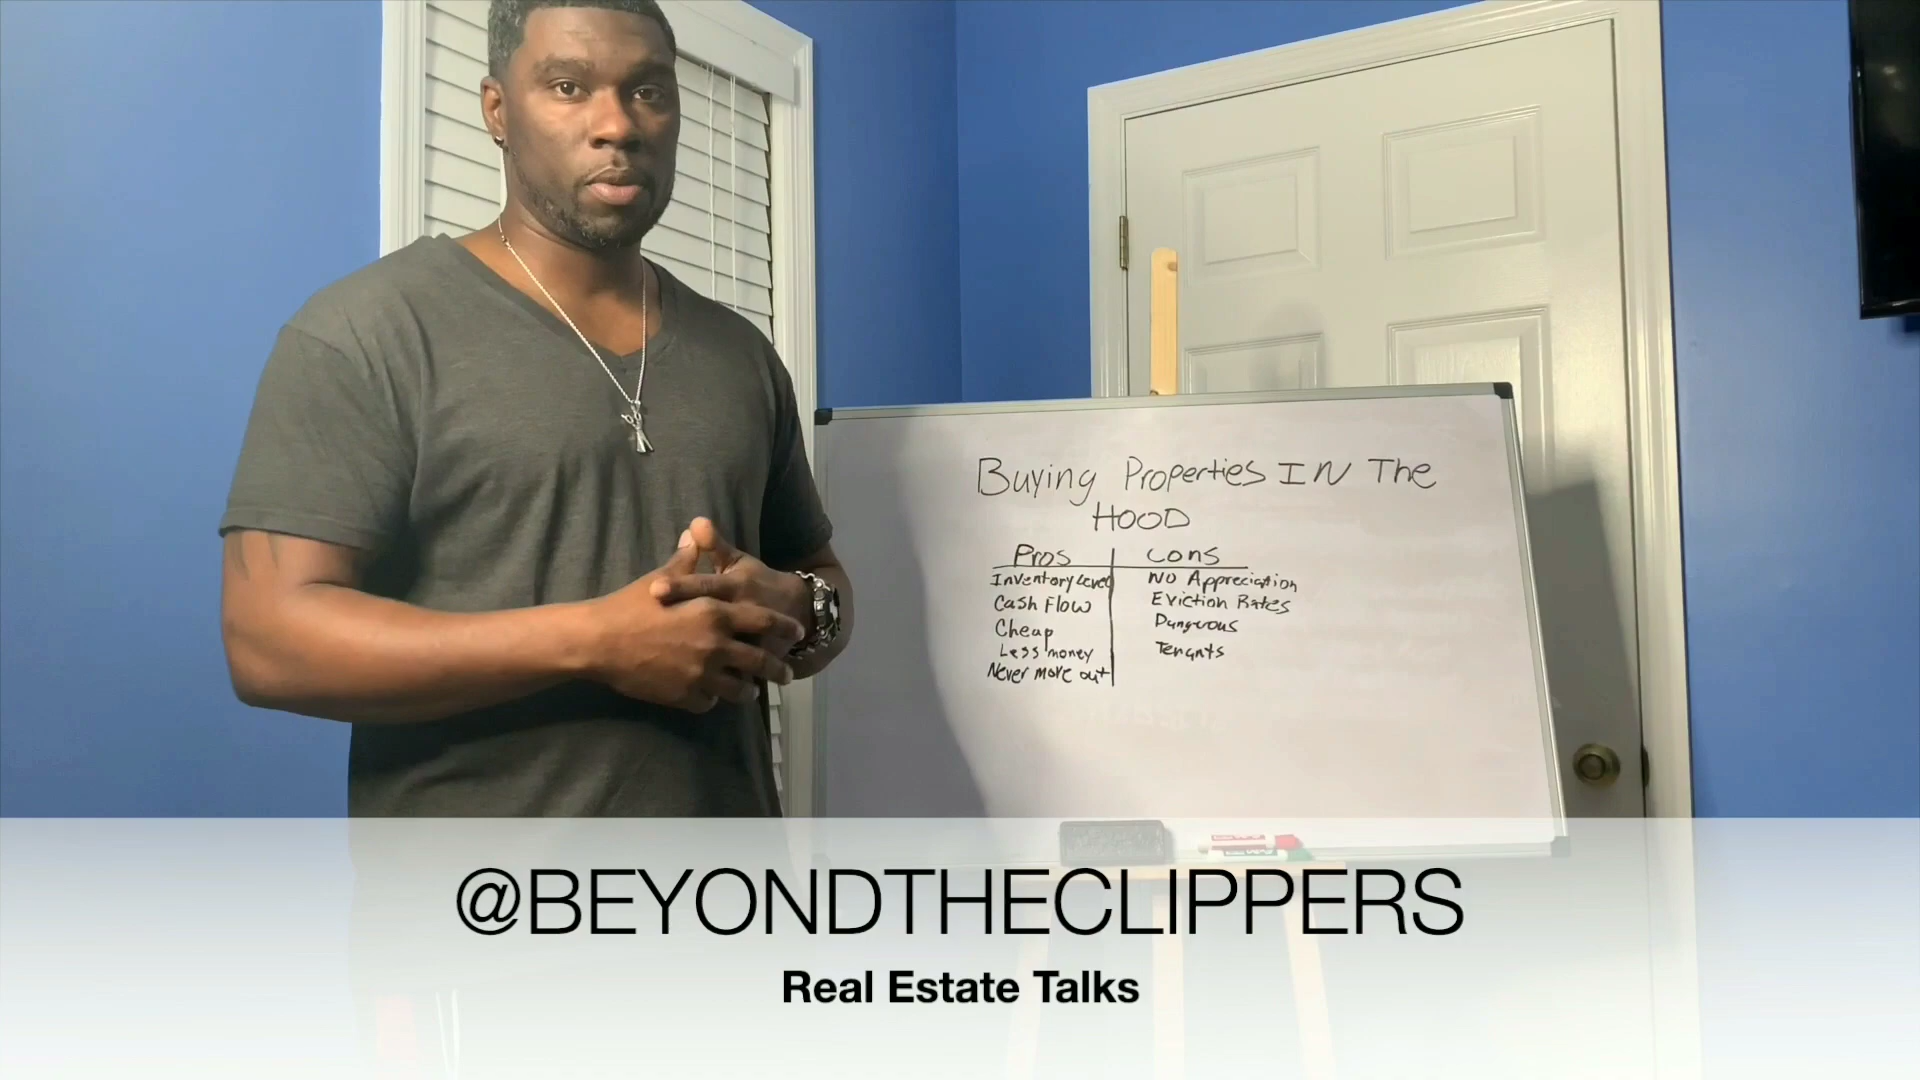 Buying Properties IN The
HOOD
Pros
Cons
Inventory Level
No Appreciation
Cash Flow
Eviction Rates
Cheap
Dangerous
Less money
Tenants
Never move out
@BEYONDTHECLIPPERS
Real Estate Talks